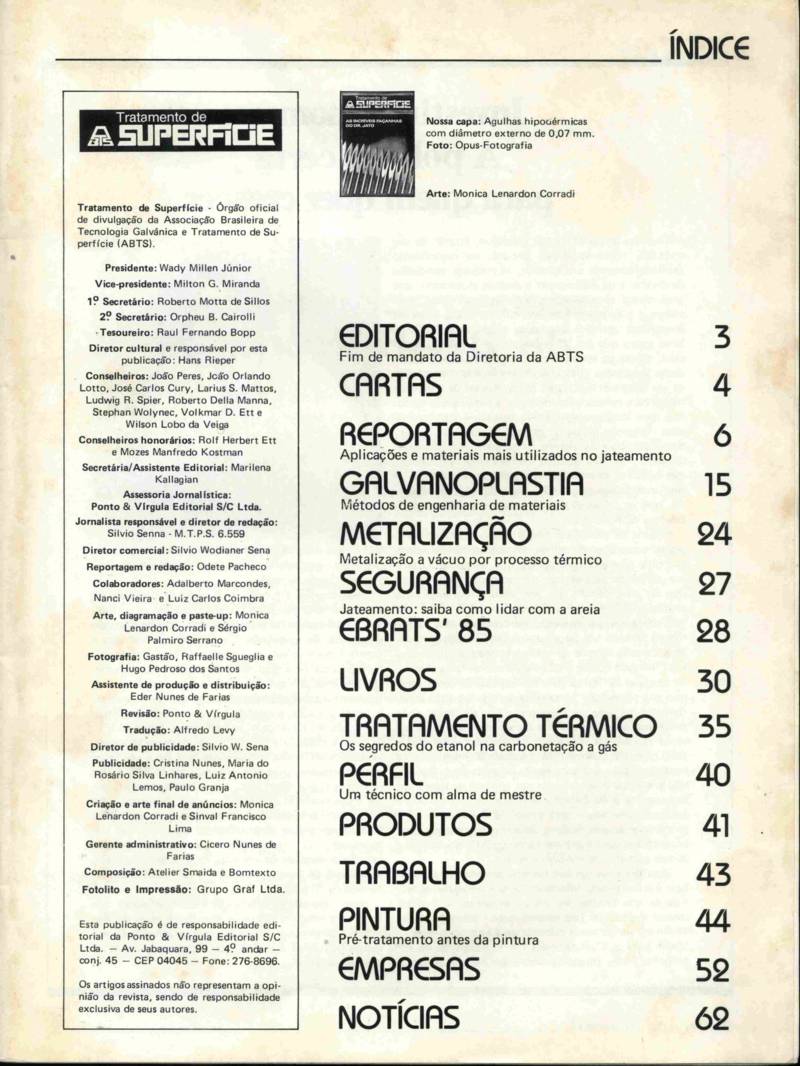 ÍNDICE
Tratamento de
ABTS SUPERFÍCIE
Tratamento de Superfície - Órgão oficial
de divulgação da Associação Brasileira de
Tecnologia Galvânica e Tratamento de Su-
perfície (ABTS).
Presidente: Wady Millen Júnior
Vice-presidente: Milton G. Miranda
1º Secretário: Roberto Motta de Sillos
2º Secretário: Orpheu B. Cairolli
Tesoureiro: Raul Fernando Bopp
Diretor cultural e responsável por esta
publicação: Hans Rieper
Conselheiros: João Peres, João Orlando
Lotto, José Carlos Cury, Larius S. Mattos,
Ludwig R. Spier, Roberto Della Manna,
Stephan Wolynec, Volkmar D. Ett e
Wilson Lobo da Veiga
Conselheiros honorários: Rolf Herbert Ett
e Mozes Manfredo Kostman
Secretária/Assistente Editorial: Marilena
Kallagian
Assessoria Jornalística:
Ponto & Vírgula Editorial S/C Ltda.
Jornalista responsável e diretor de redação:
Silvio Senna - M.T.P.S. 6.559
Diretor comercial: Silvio Wodianer Sena
Reportagem e redação: Odete Pacheco
Colaboradores: Adalberto Marcondes,
Nanci Vieira e Luiz Carlos Coimbra
Arte, diagramação e paste-up: Monica
Lenardon Corradi e Sérgio
Palmiro Serrano
Fotografia: Gastão, Raffaelle Sgueglia e
Hugo Pedroso dos Santos
Assistente de produção e distribuição:
Eder Nunes de Farias
Revisão: Ponto & Vírgula
Tradução: Alfredo Levy
Diretor de publicidade: Silvio W. Sena
Publicidade: Cristina Nunes, Maria do
Rosário Silva Linhares, Luiz Antonio
Lemos, Paulo Granja
Criação e arte final de anúncios: Monica
Lenardon Corradi e Sinval Francisco
Lima
Gerente administrativo: Cicero Nunes de
Farias
Composição: Atelier Smaida e Bomtexto
Fotolito e Impressão: Grupo Graf Ltda.
Esta publicação é de responsabilidade edi-
torial da Ponto & Vírgula Editorial S/C
Ltda. — Av. Jabaquara, 99 — 4º andar —
conj. 45 — CEP 04045 — Fone: 276-8696.
Os artigos assinados não representam a opi-
nião da revista, sendo de responsabilidade
exclusiva de seus autores.
Tratamento de
SUPERFÍCIE
AS INCRÍVEIS FAÇANHAS
DO DR. JATO
Nossa capa: Agulhas hipodérmicas
com diâmetro externo de 0,07 mm.
Foto: Opus-Fotografia
Arte: Monica Lenardon Corradi
EDITORIAL 3
Fim de mandato da Diretoria da ABTS
CARTAS 4
REPORTAGEM 6
Aplicações e materiais mais utilizados no jateamento
GALVANOPLASTIA 15
Métodos de engenharia de materiais
METALIZAÇÃO 24
Metalização a vácuo por processo térmico
SEGURANÇA 27
Jateamento: saiba como lidar com a areia
EBRATS' 85 28
LIVROS 30
TRATAMENTO TÉRMICO 35
Os segredos do etanol na carbonetação a gás
PERFIL 40
Um técnico com alma de mestre
PRODUTOS 41
TRABALHO 43
PINTURA 44
Pré-tratamento antes da pintura
EMPRESAS 52
NOTÍCIAS 62